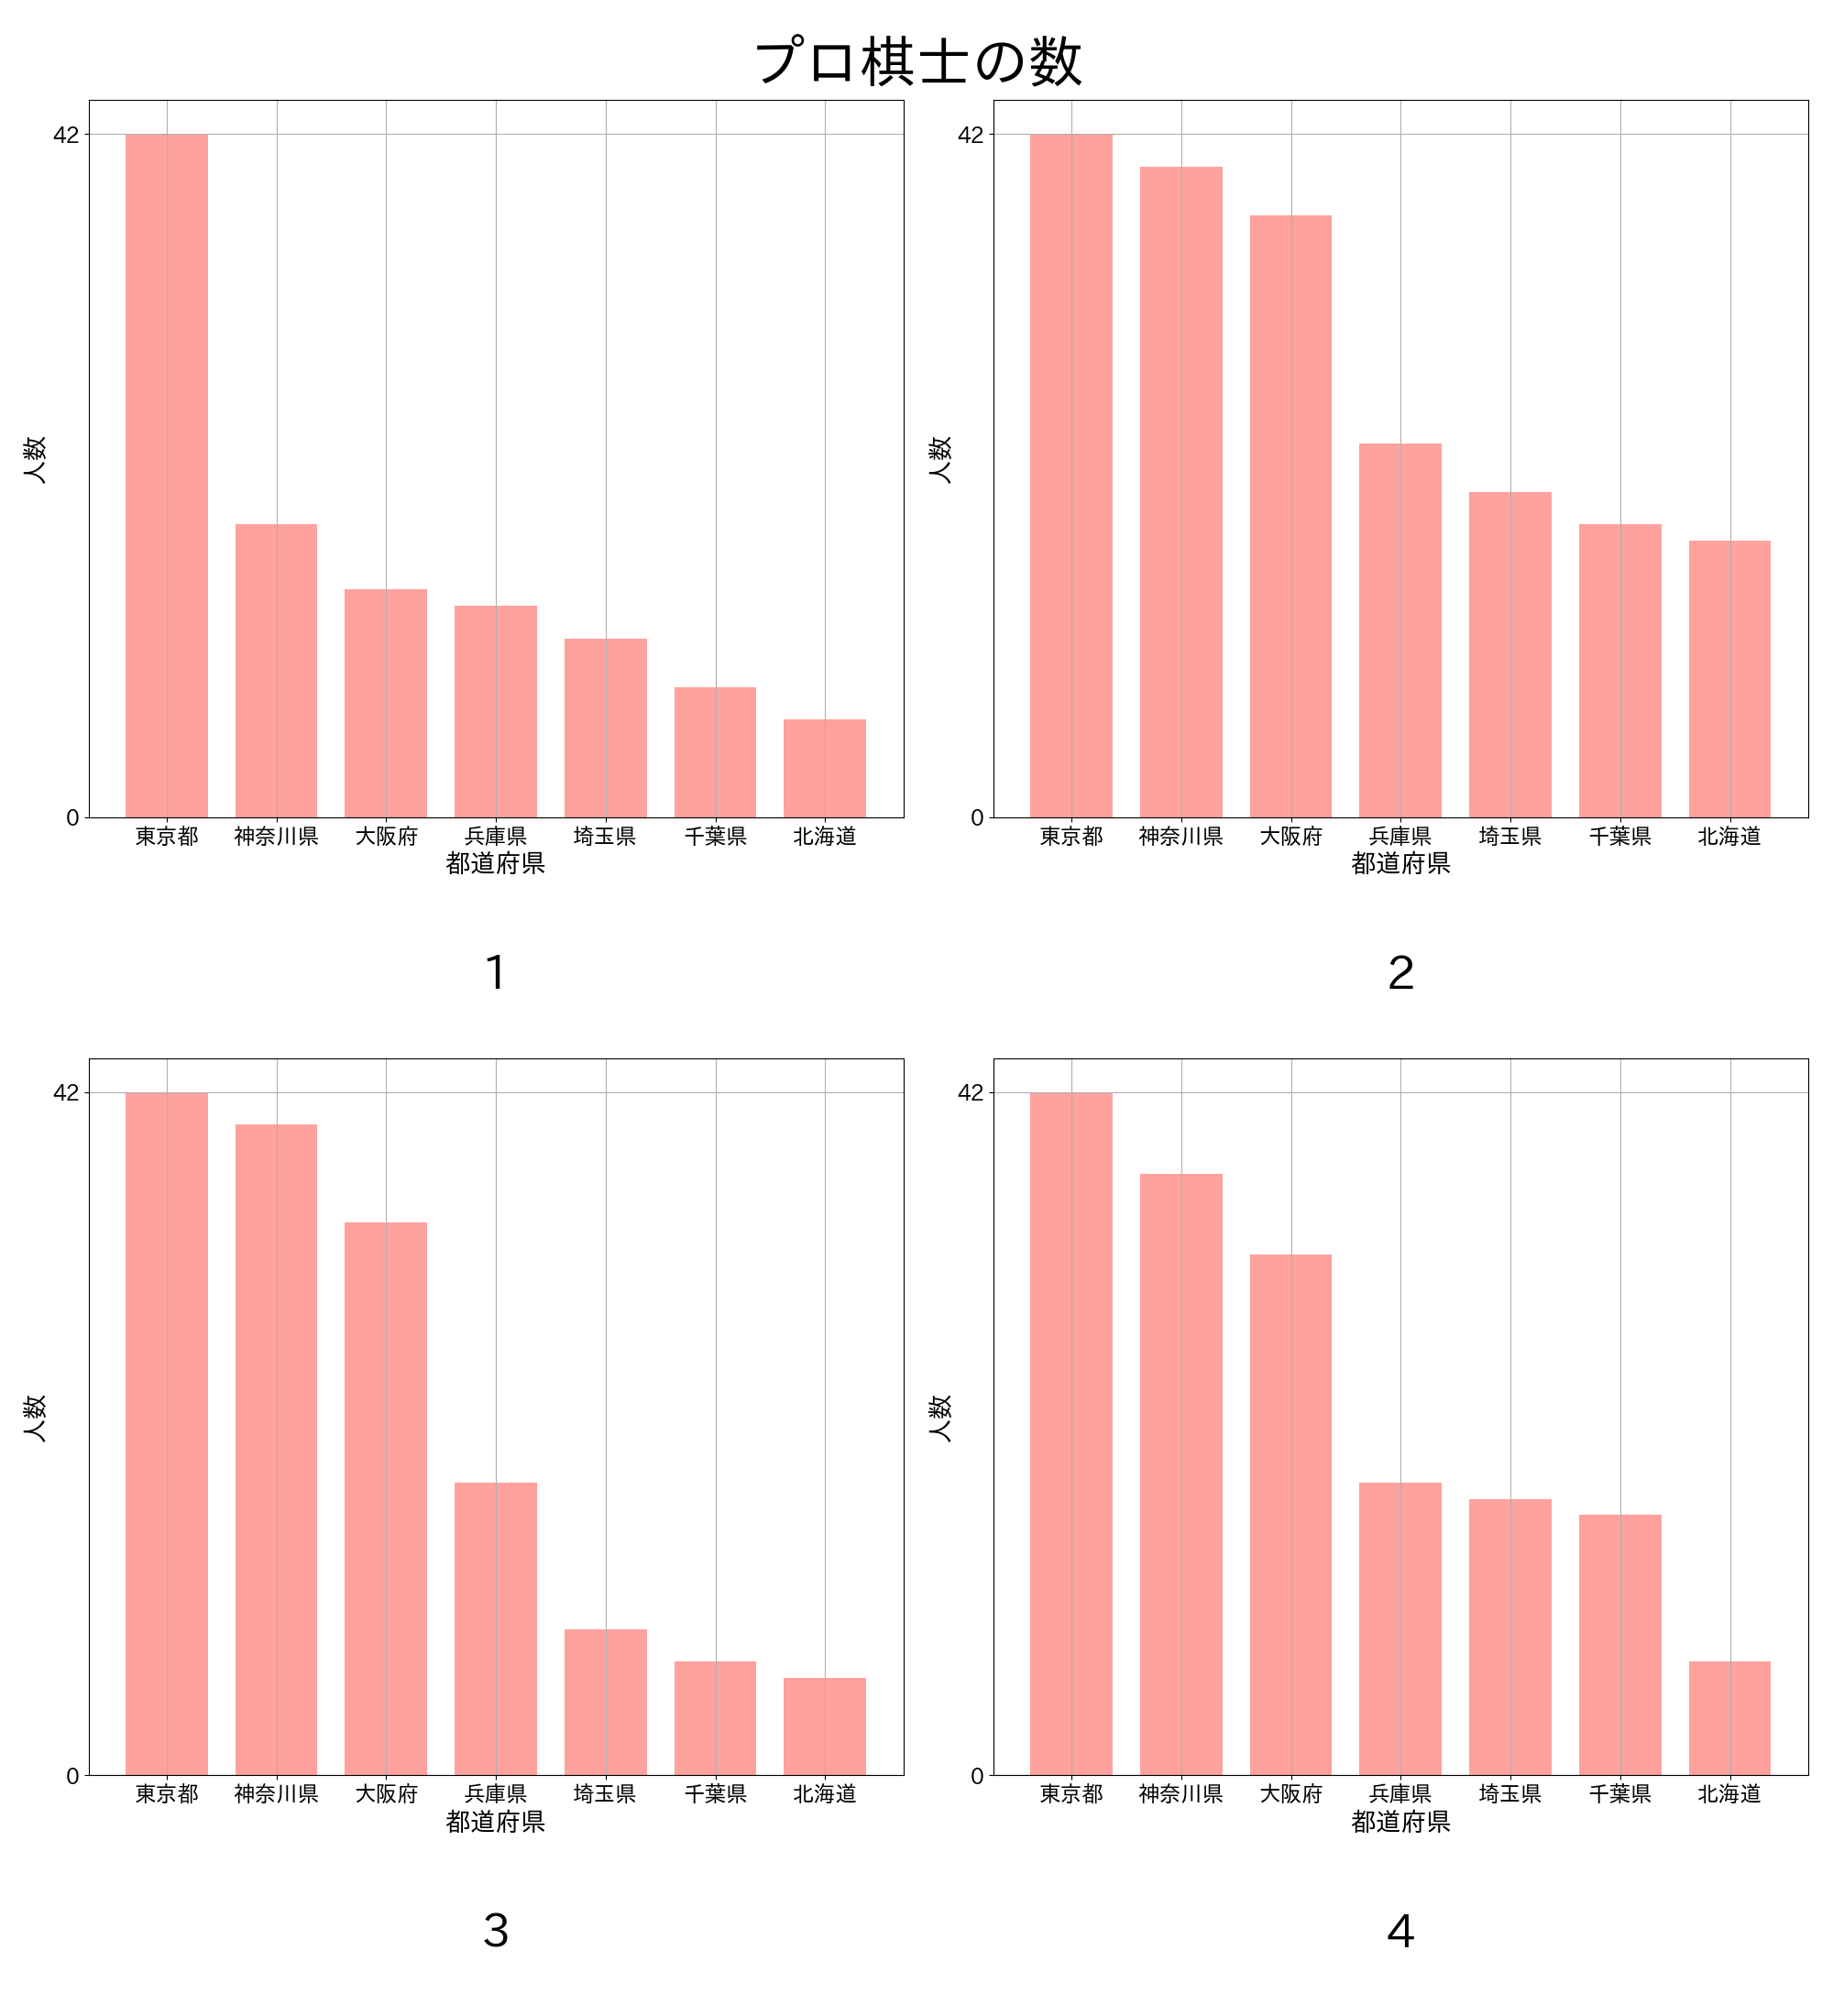 プロ棋士の数
42
0
人数
東京都 神奈川県 大阪府 兵庫県 埼玉県 千葉県 北海道
都道府県
1
42
0
人数
東京都 神奈川県 大阪府 兵庫県 埼玉県 千葉県 北海道
都道府県
2
42
0
人数
東京都 神奈川県 大阪府 兵庫県 埼玉県 千葉県 北海道
都道府県
3
42
0
人数
東京都 神奈川県 大阪府 兵庫県 埼玉県 千葉県 北海道
都道府県
4